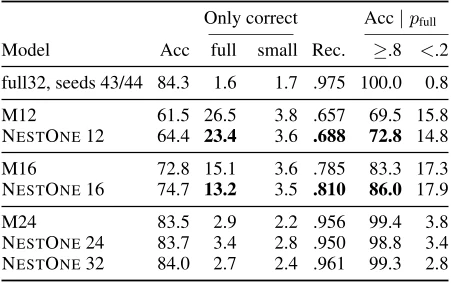 Only correct Acc | p_full
Model Acc full small Rec. ≥.8 <.2
full32, seeds 43/44 84.3 1.6 1.7 .975 100.0 0.8
M12 61.5 26.5 3.8 .657 69.5 15.8
NESTONE 12 64.4 23.4 3.6 .688 72.8 14.8
M16 72.8 15.1 3.6 .785 83.3 17.3
NESTONE 16 74.7 13.2 3.5 .810 86.0 17.9
M24 83.5 2.9 2.2 .956 99.4 3.8
NESTONE 24 83.7 3.4 2.8 .950 98.8 3.4
NESTONE 32 84.0 2.7 2.4 .961 99.3 2.8